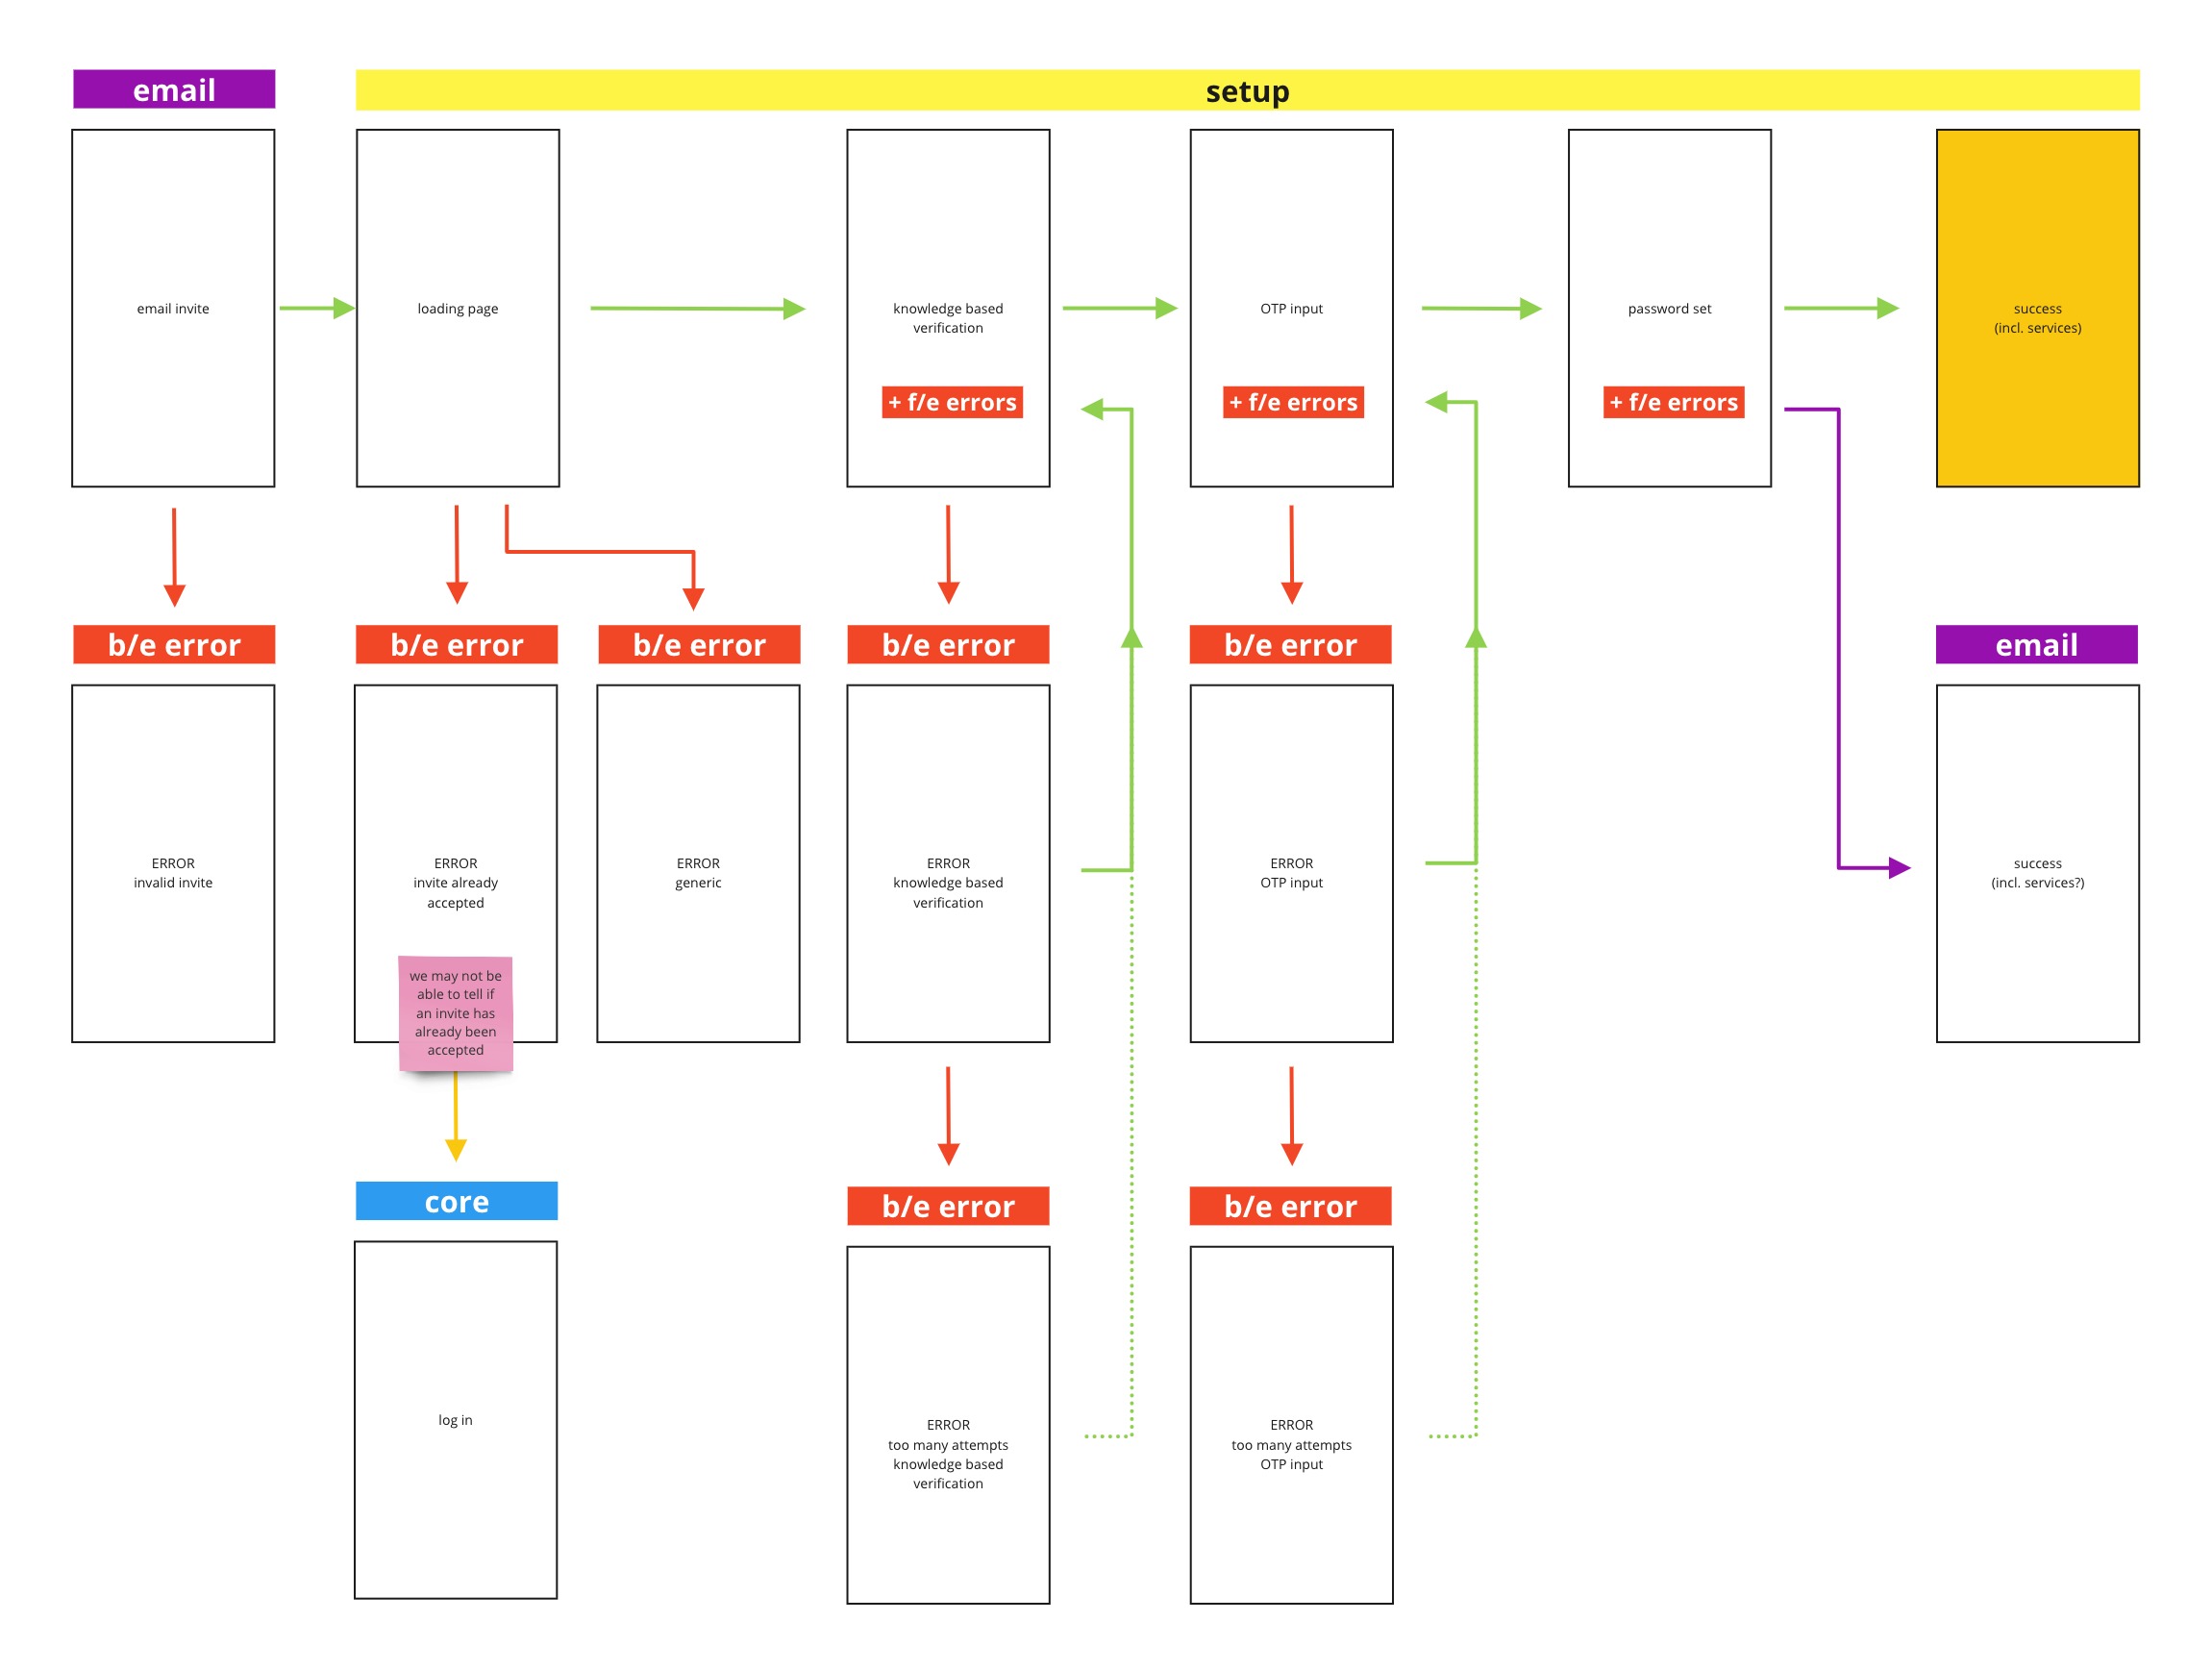 email
setup
email invite
loading page
knowledge based
verification
OTP input
password set
success
(incl. services)
+ f/e errors
+ f/e errors
+ f/e errors
b/e error
b/e error
b/e error
b/e error
b/e error
email
ERROR
invalid invite
ERROR
invite already
accepted
ERROR
generic
ERROR
knowledge based
verification
ERROR
OTP input
success
(incl. services?)
we may not be
able to tell if
an invite has
already been
accepted
core
b/e error
b/e error
log in
ERROR
too many attempts
knowledge based
verification
ERROR
too many attempts
OTP input